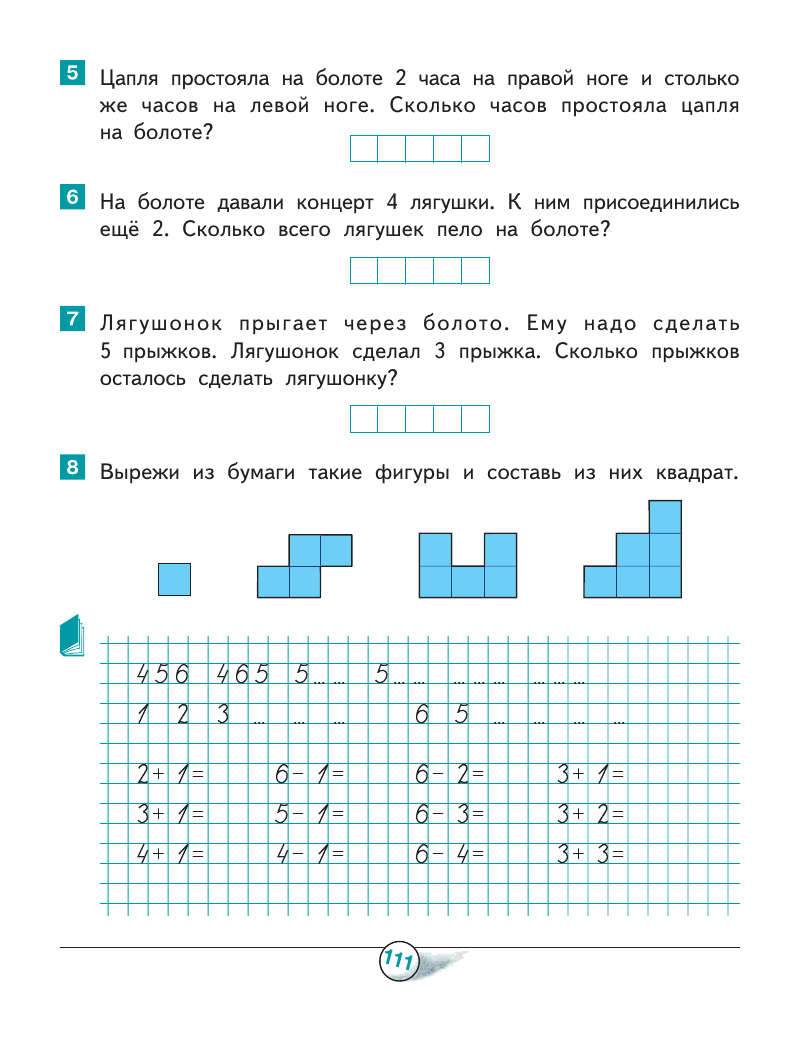 5 Цапля простояла на болоте 2 часа на правой ноге и столько
же часов на левой ноге. Сколько часов простояла цапля
на болоте?
6 На болоте давали концерт 4 лягушки. К ним присоединились
ещё 2. Сколько всего лягушек пело на болоте?
7 Лягушонок прыгает через болото. Ему надо сделать
5 прыжков. Лягушонок сделал 3 прыжка. Сколько прыжков
осталось сделать лягушонку?
8 Вырежи из бумаги такие фигуры и составь из них квадрат.
456 465 5... ... 5... ... ... ... ... ... ... ...
1 2 3 ... ... ... 6 5 ... ... ... ...
2+ 1= 6- 1= 6- 2= 3+ 1=
3+ 1= 5- 1= 6- 3= 3+ 2=
4+ 1= 4- 1= 6- 4= 3+ 3=
111